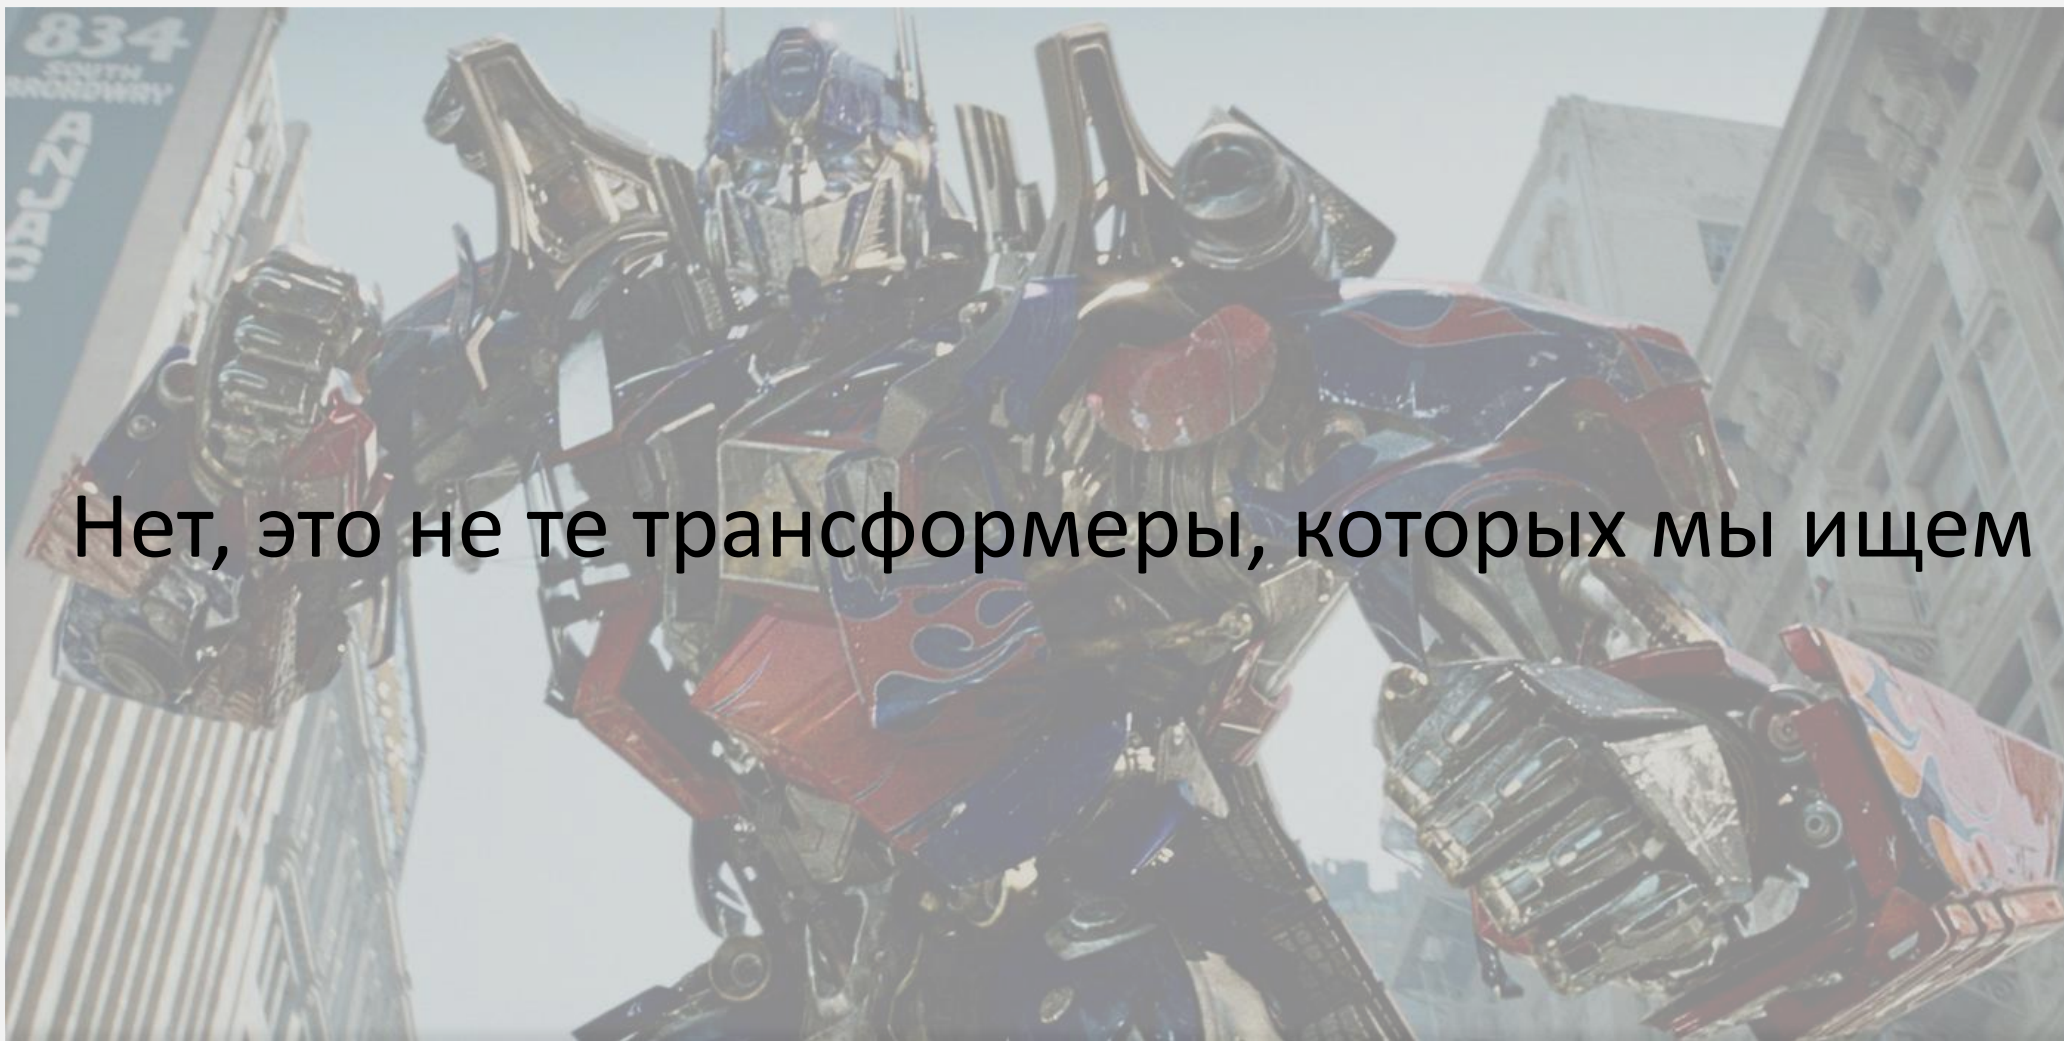 834
SOUTH
BROADWAY
Нет, это не те трансформеры, которых мы ищем